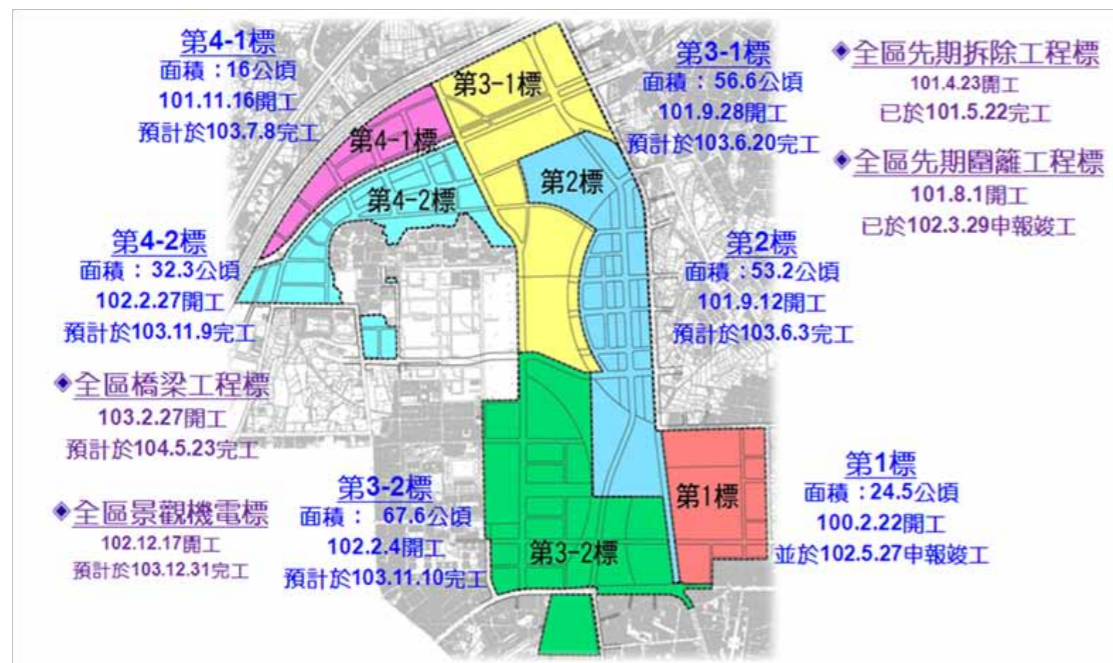 第4-1標
面積：16公頃
101.11.16開工
預計於103.7.8完工
第3-1標
面積：56.6公頃
101.9.28開工
預計於103.6.20完工
◈全區先期拆除工程標
101.4.23開工
已於101.5.22完工
◈全區先期圍籬工程標
101.8.1開工
已於102.3.29申報竣工
第3-1標
第4-1標
第2標
第4-2標
第4-2標
面積：32.3公頃
102.2.27開工
預計於103.11.9完工
第2標
面積：53.2公頃
101.9.12開工
預計於103.6.3完工
◈全區橋梁工程標
103.2.27開工
預計於104.5.23完工
◈全區景觀機電標
102.12.17開工
預計於103.12.31完工
第3-2標
面積： 67.6公頃
102.2.4開工
預計於103.11.10完工
第3-2標
第1標
第1標
面積：24.5公頃
100.2.22開工
並於102.5.27申報竣工